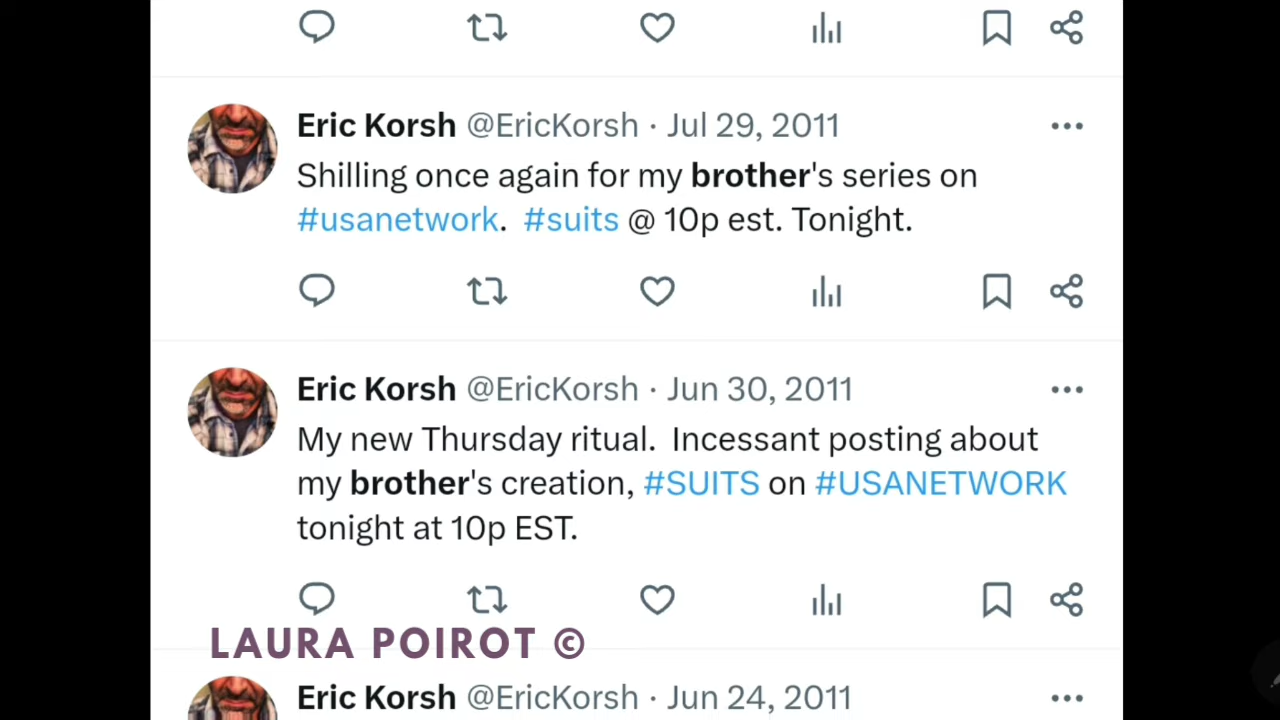 Eric Korsh @EricKorsh · Jul 29, 2011
Shilling once again for my brother's series on
#usanetwork.  #suits @ 10p est. Tonight.
Eric Korsh @EricKorsh · Jun 30, 2011
My new Thursday ritual.  Incessant posting about
my brother's creation, #SUITS on #USANETWORK
tonight at 10p EST.
LAURA POIROT ©
Eric Korsh @EricKorsh · Jun 24, 2011